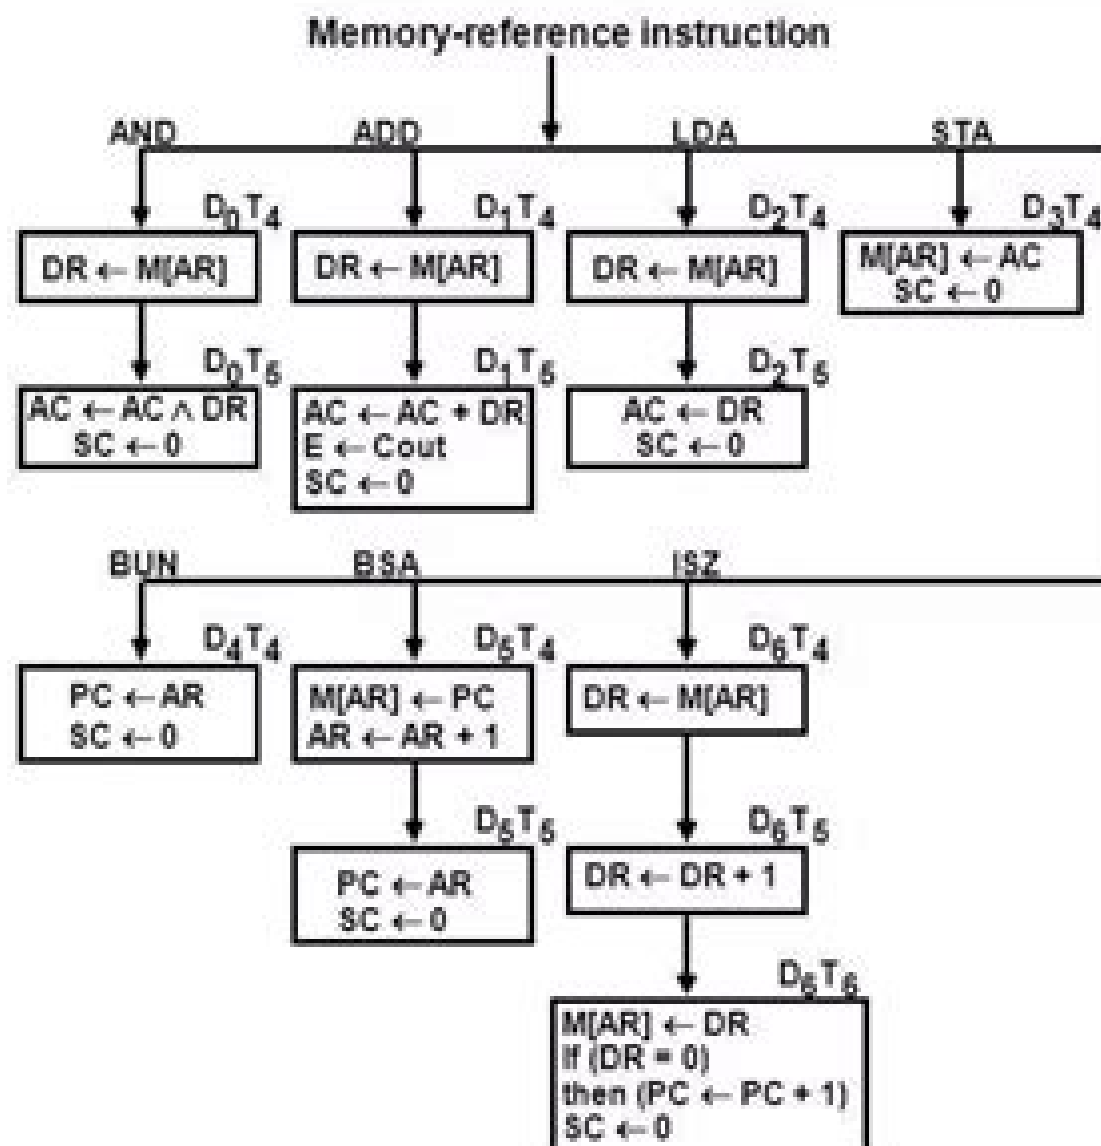 Memory-reference instruction
AND ADD LDA STA
D₀T₄ D₁T₄ D₂T₄ D₃T₄
DR ← M[AR]
DR ← M[AR]
DR ← M[AR]
M[AR] ← AC
SC ← 0
D₀T₅ D₁T₅ D₂T₅
AC ← AC ∧ DR
SC ← 0
AC ← AC + DR
E ← Cout
SC ← 0
AC ← DR
SC ← 0
BUN BSA ISZ
D₄T₄ D₅T₄ D₆T₄
PC ← AR
SC ← 0
M[AR] ← PC
AR ← AR + 1
DR ← M[AR]
D₅T₅ D₆T₅
PC ← AR
SC ← 0
DR ← DR + 1
D₆T₆
M[AR] ← DR
If (DR = 0)
then (PC ← PC + 1)
SC ← 0